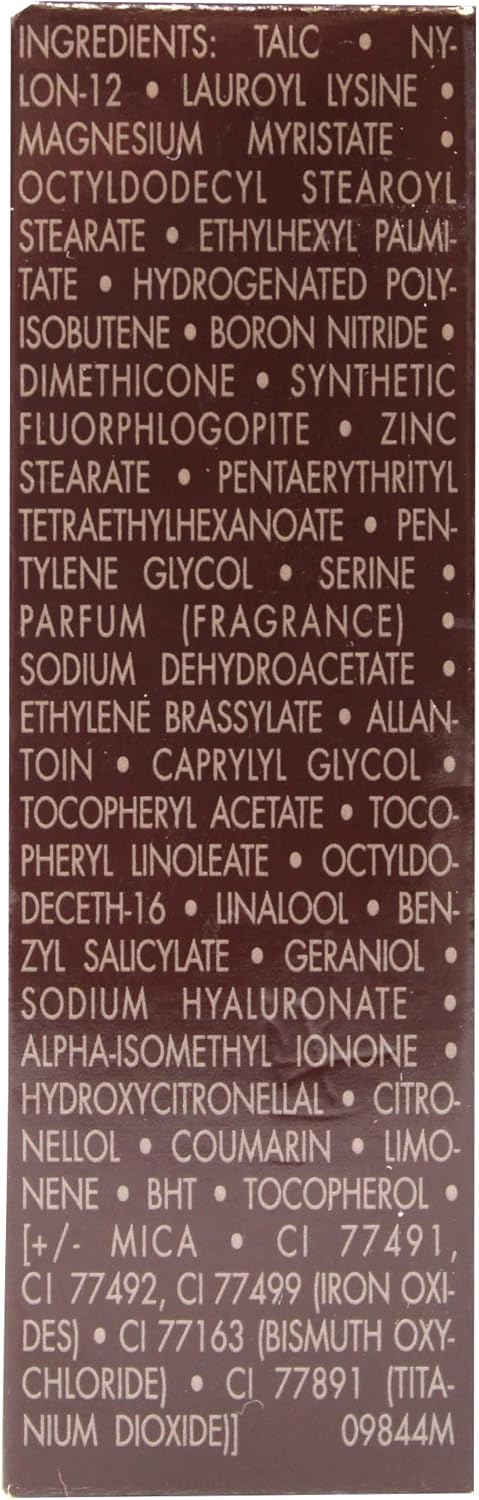 INGREDIENTS: TALC • NY-
LON-12 • LAUROYL LYSINE •
MAGNESIUM MYRISTATE •
OCTYLDODECYL STEAROYL
STEARATE • ETHYLHEXYL PALMI-
TATE • HYDROGENATED POLY-
ISOBUTENE • BORON NITRIDE •
DIMETHICONE • SYNTHETIC
FLUORPHLOGOPITE • ZINC
STEARATE • PENTAERYTHRITYL
TETRAETHYLHEXANOATE • PEN-
TYLENE GLYCOL • SERINE •
PARFUM (FRAGRANCE) •
SODIUM DEHYDROACETATE •
ETHYLENE BRASSYLATE • ALLAN-
TOIN • CAPRYLYL GLYCOL •
TOCOPHERYL ACETATE • TOCO-
PHERYL LINOLEATE • OCTYLDO-
DECETH-16 • LINALOOL • BEN-
ZYL SALICYLATE • GERANIOL •
SODIUM HYALURONATE •
ALPHA-ISOMETHYL IONONE •
HYDROXYCITRONELLAL • CITRO-
NELLOL • COUMARIN • LIMO-
NENE • BHT • TOCOPHEROL •
[+/- MICA • CI 77491,
CI 77492, CI 77499 (IRON OXI-
DES) • CI 77163 (BISMUTH OXY-
CHLORIDE) • CI 77891 (TITA-
NIUM DIOXIDE)] 09844M